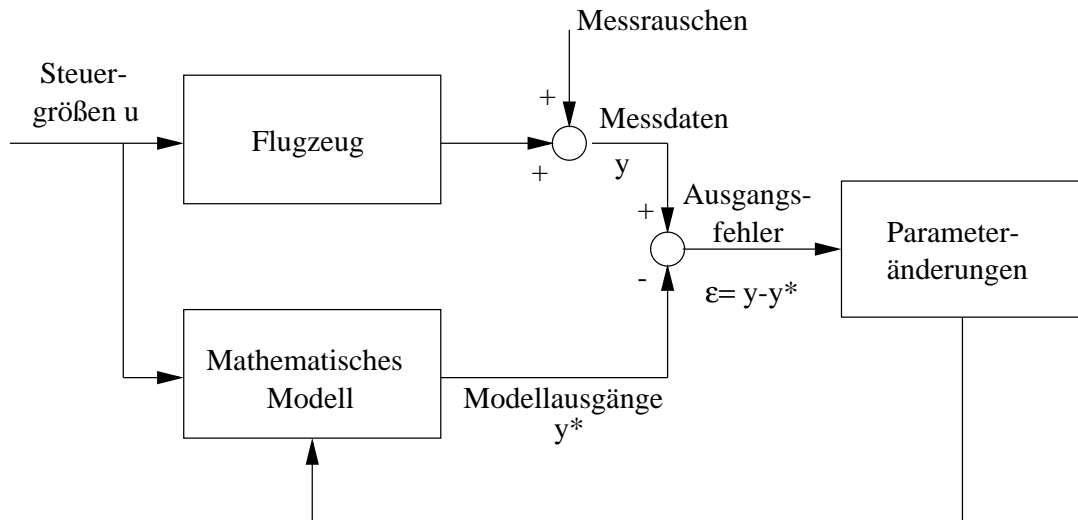 Messrauschen
Steuer-
größen u
+
Flugzeug
Messdaten
+
y
Ausgangs-
+
fehler
Parameter-
änderungen
-
ε= y-y*
Mathematisches
Modell
Modellausgänge
y*